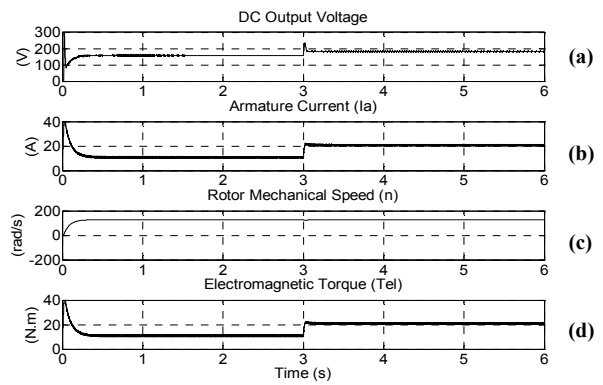 DC Output Voltage
300
200
100
0
(V)
0 1 2 3 4 5 6
(a)
Armature Current (Ia)
40
20
0
(A)
0 1 2 3 4 5 6
(b)
Rotor Mechanical Speed (n)
200
0
-200
(rad/s)
0 1 2 3 4 5 6
(c)
Electromagnetic Torque (Tel)
40
20
0
(N.m)
0 1 2 3 4 5 6
(d)
Time (s)